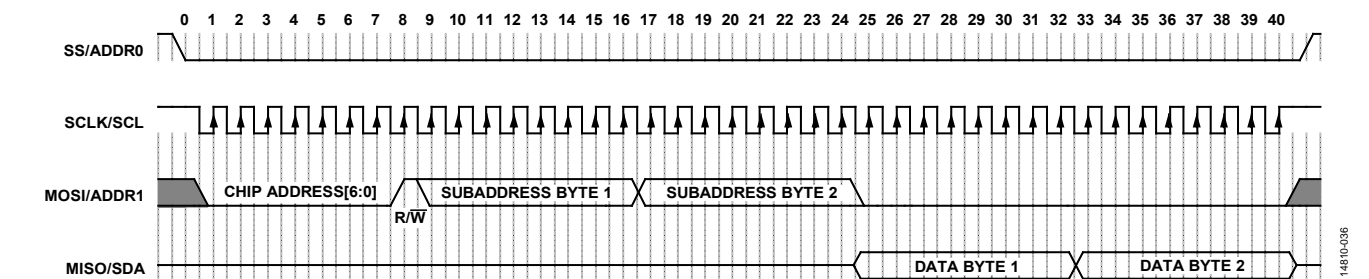 0 1 2 3 4 5 6 7 8 9 10 11 12 13 14 15 16 17 18 19 20 21 22 23 24 25 26 27 28 29 30 31 32 33 34 35 36 37 38 39 40
SS/ADDR0
SCLK/SCL
MOSI/ADDR1 CHIP ADDRESS[6:0] SUBADDRESS BYTE 1 SUBADDRESS BYTE 2
R/W̅
MISO/SDA DATA BYTE 1 DATA BYTE 2
14810-036